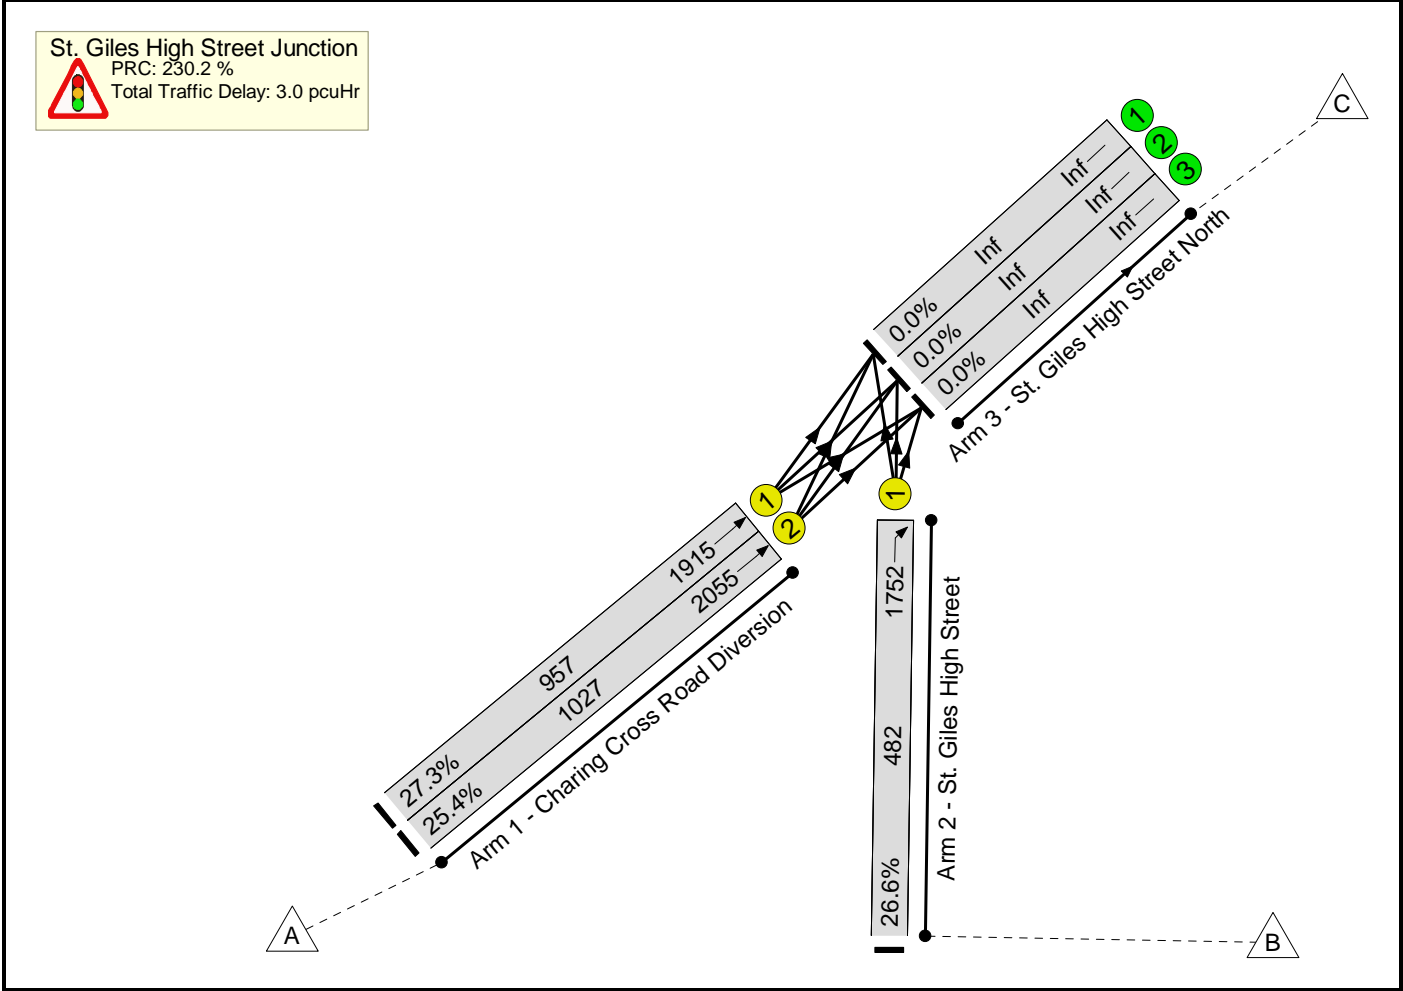 St. Giles High Street Junction
PRC: 230.2 %
Total Traffic Delay: 3.0 pcuHr
C
1
2
3
Inf
Inf
Inf
Inf
Inf
Inf
0.0%
0.0%
0.0%
Arm 3 - St. Giles High Street North
1
2
1
1915
2055
957
1027
27.3%
25.4%
Arm 1 - Charing Cross Road Diversion
1752
482
26.6%
Arm 2 - St. Giles High Street
A
B